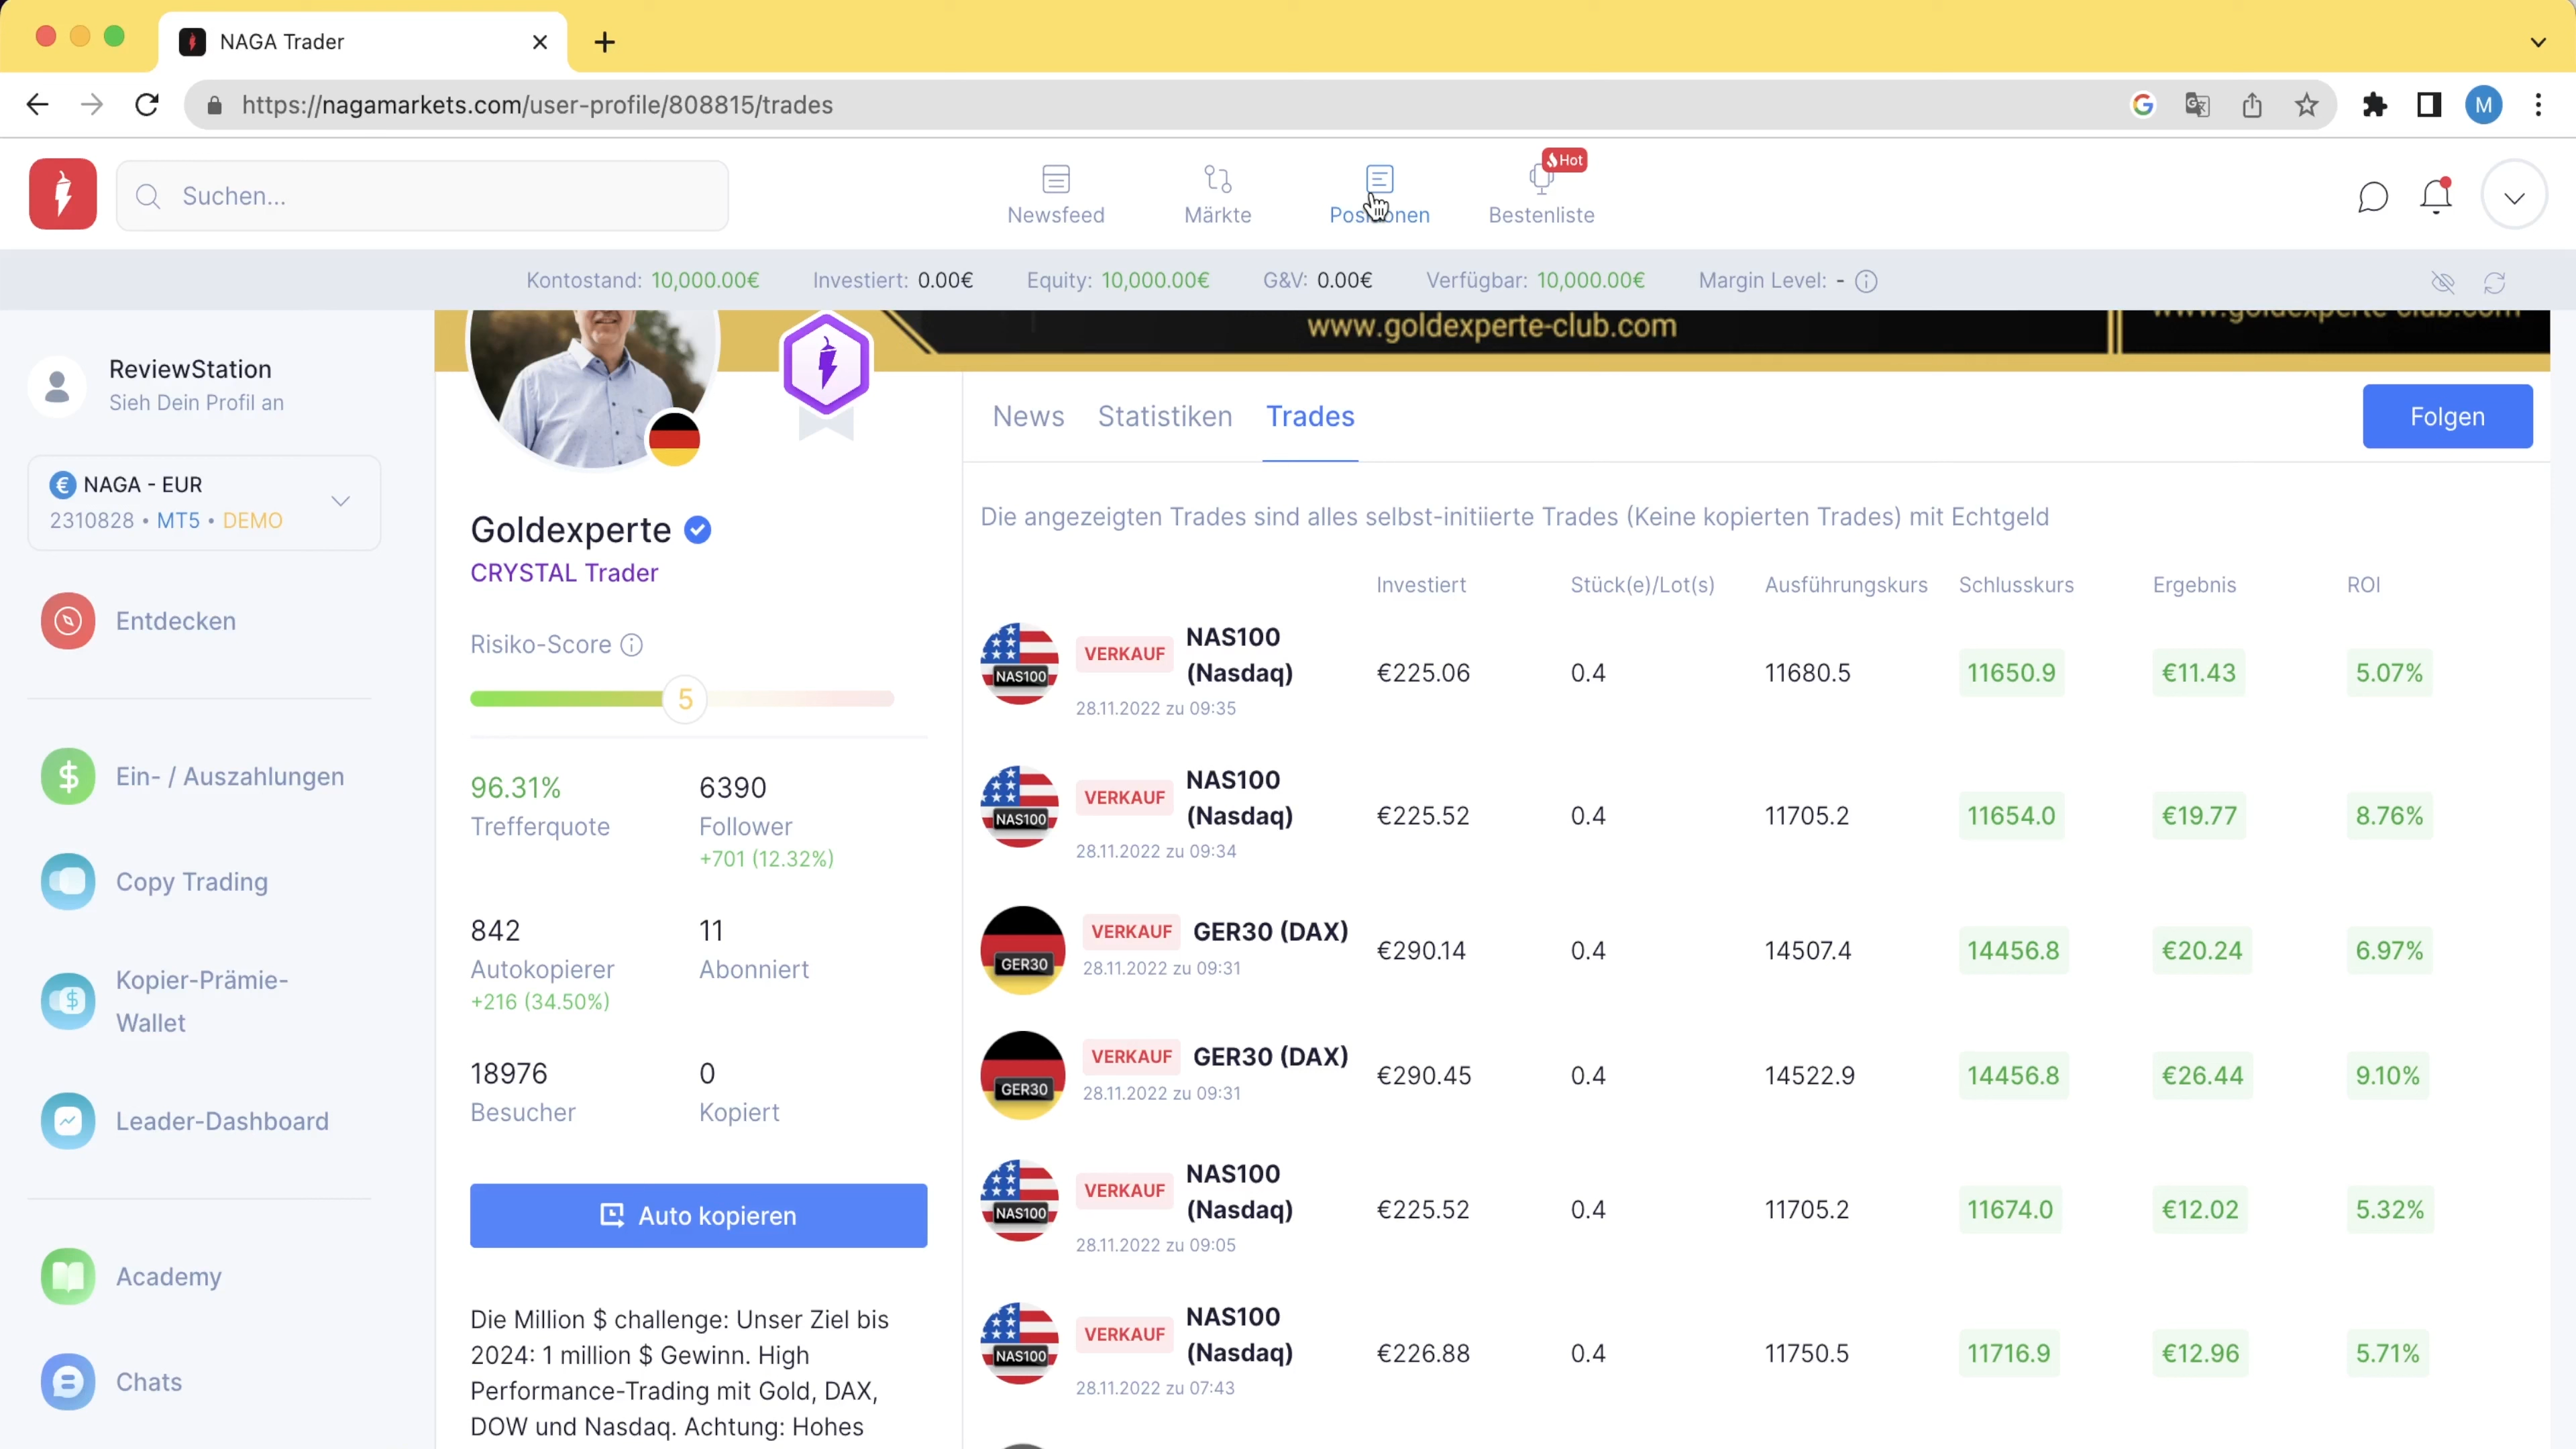 NAGA Trader
https://nagamarkets.com/user-profile/808815/trades
M
Suchen...
Newsfeed
Märkte
Positionen
Hot
Bestenliste
Kontostand: 10,000.00€ Investiert: 0.00€ Equity: 10,000.00€ G&V: 0.00€ Verfügbar: 10,000.00€ Margin Level: -
ReviewStation
Sieh Dein Profil an
€ NAGA - EUR
2310828 • MT5 • DEMO
Entdecken
Ein- / Auszahlungen
Copy Trading
Kopier-Prämie-
Wallet
Leader-Dashboard
Academy
Chats
www.goldexperte-club.com
www.goldexperte-club.com
Goldexperte
CRYSTAL Trader
Risiko-Score
5
96.31%
Trefferquote
6390
Follower
+701 (12.32%)
842
Autokopierer
+216 (34.50%)
11
Abonniert
18976
Besucher
0
Kopiert
Auto kopieren
Die Million $ challenge: Unser Ziel bis
2024: 1 million $ Gewinn. High
Performance-Trading mit Gold, DAX,
DOW und Nasdaq. Achtung: Hohes
News Statistiken Trades
Folgen
Die angezeigten Trades sind alles selbst-initiierte Trades (Keine kopierten Trades) mit Echtgeld
Investiert Stück(e)/Lot(s) Ausführungskurs Schlusskurs Ergebnis ROI
NAS100 VERKAUF NAS100
(Nasdaq) €225.06 0.4 11680.5 11650.9 €11.43 5.07%
28.11.2022 zu 09:35
NAS100 VERKAUF NAS100
(Nasdaq) €225.52 0.4 11705.2 11654.0 €19.77 8.76%
28.11.2022 zu 09:34
GER30 VERKAUF GER30 (DAX) €290.14 0.4 14507.4 14456.8 €20.24 6.97%
28.11.2022 zu 09:31
GER30 VERKAUF GER30 (DAX) €290.45 0.4 14522.9 14456.8 €26.44 9.10%
28.11.2022 zu 09:31
NAS100 VERKAUF NAS100
(Nasdaq) €225.52 0.4 11705.2 11674.0 €12.02 5.32%
28.11.2022 zu 09:05
NAS100 VERKAUF NAS100
(Nasdaq) €226.88 0.4 11750.5 11716.9 €12.96 5.71%
28.11.2022 zu 07:43